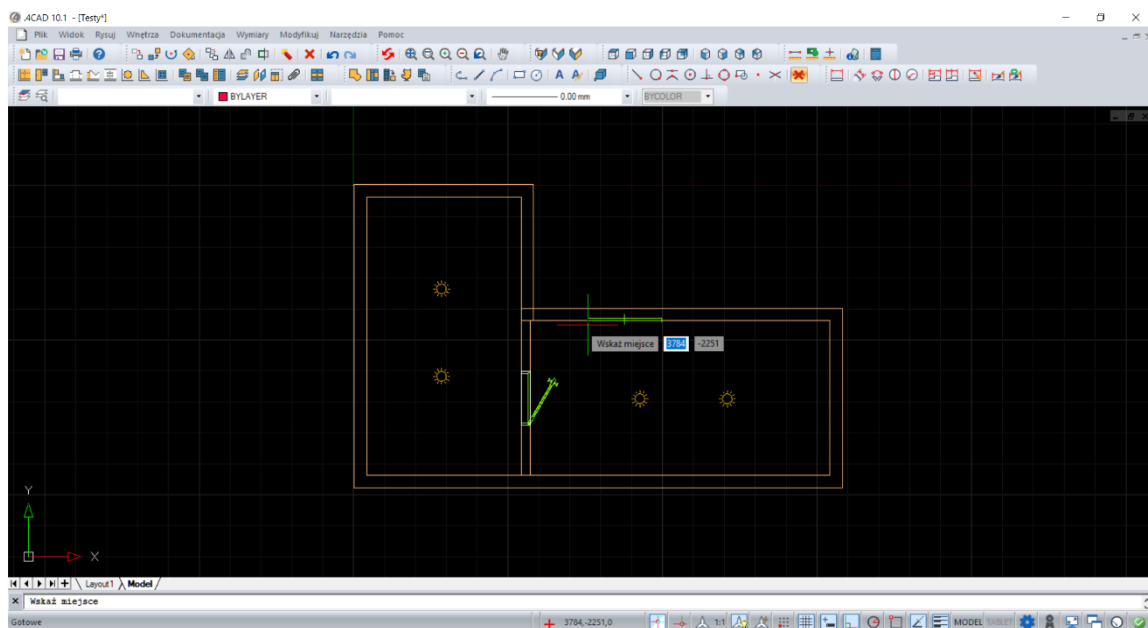 .4CAD 10.1 - [Testy*]
Plik Widok Rysuj Wnętrza Dokumentacja Wymiary Modyfikuj Narzędzia Pomoc
BYLAYER 0.00 mm BYCOLOR
Wskaż miejsce 3784 -2251
Y
X
Layout1 Model
Wskaż miejsce
Gotowe 3784,-2251,0 1:1 MODEL TABLET